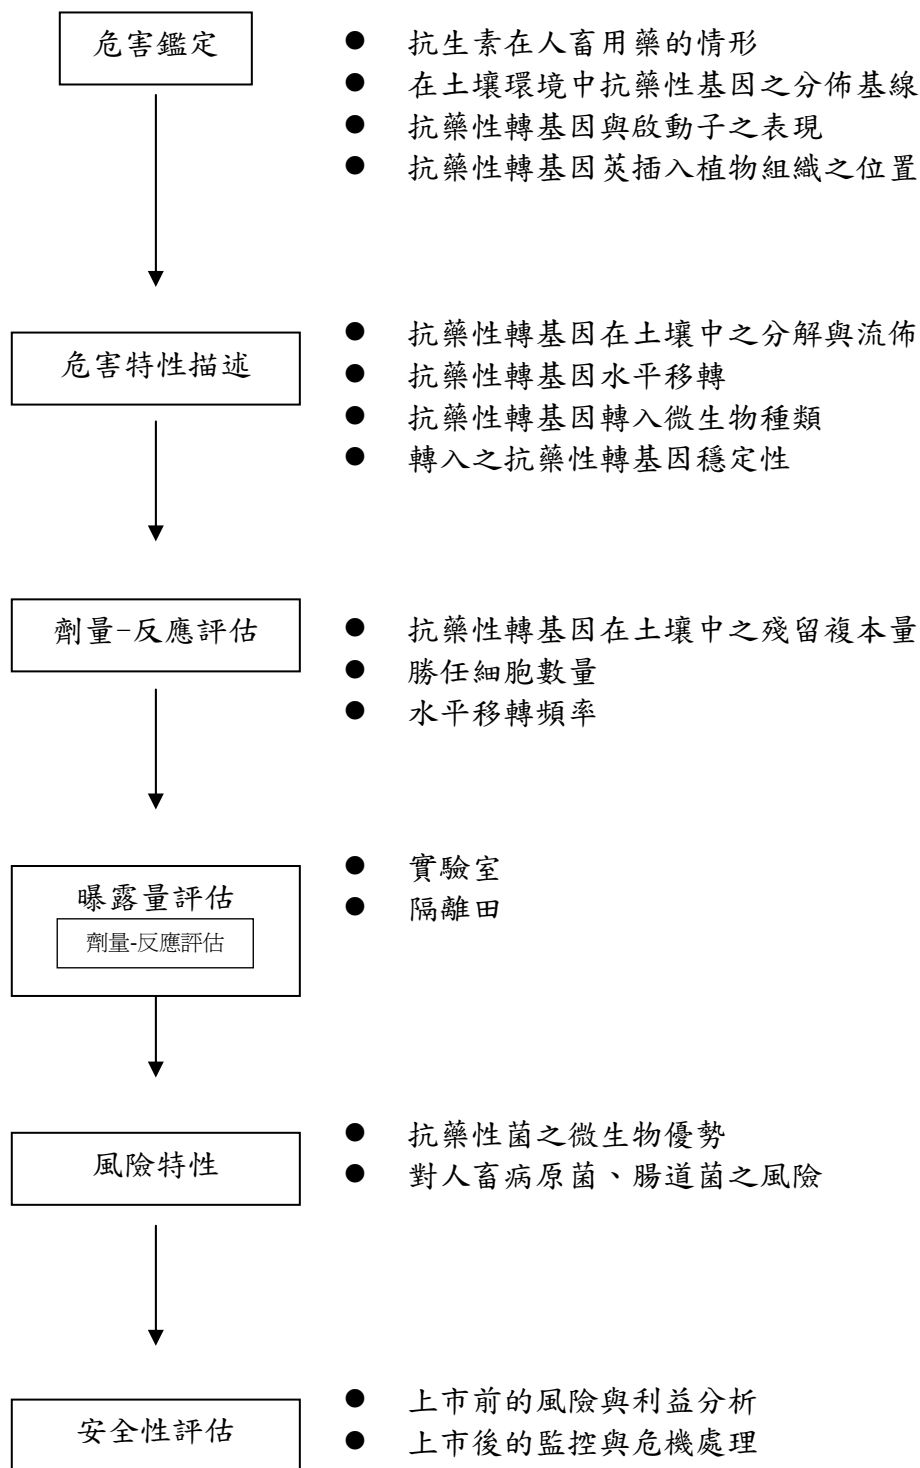 危害鑑定
● 抗生素在人畜用藥的情形
● 在土壤環境中抗藥性基因之分佈基線
● 抗藥性轉基因與啟動子之表現
● 抗藥性轉基因莢插入植物組織之位置
危害特性描述
● 抗藥性轉基因在土壤中之分解與流佈
● 抗藥性轉基因水平移轉
● 抗藥性轉基因轉入微生物種類
● 轉入之抗藥性轉基因穩定性
劑量-反應評估
● 抗藥性轉基因在土壤中之殘留複本量
● 勝任細胞數量
● 水平移轉頻率
曝露量評估
劑量-反應評估
● 實驗室
● 隔離田
風險特性
● 抗藥性菌之微生物優勢
● 對人畜病原菌、腸道菌之風險
安全性評估
● 上市前的風險與利益分析
● 上市後的監控與危機處理